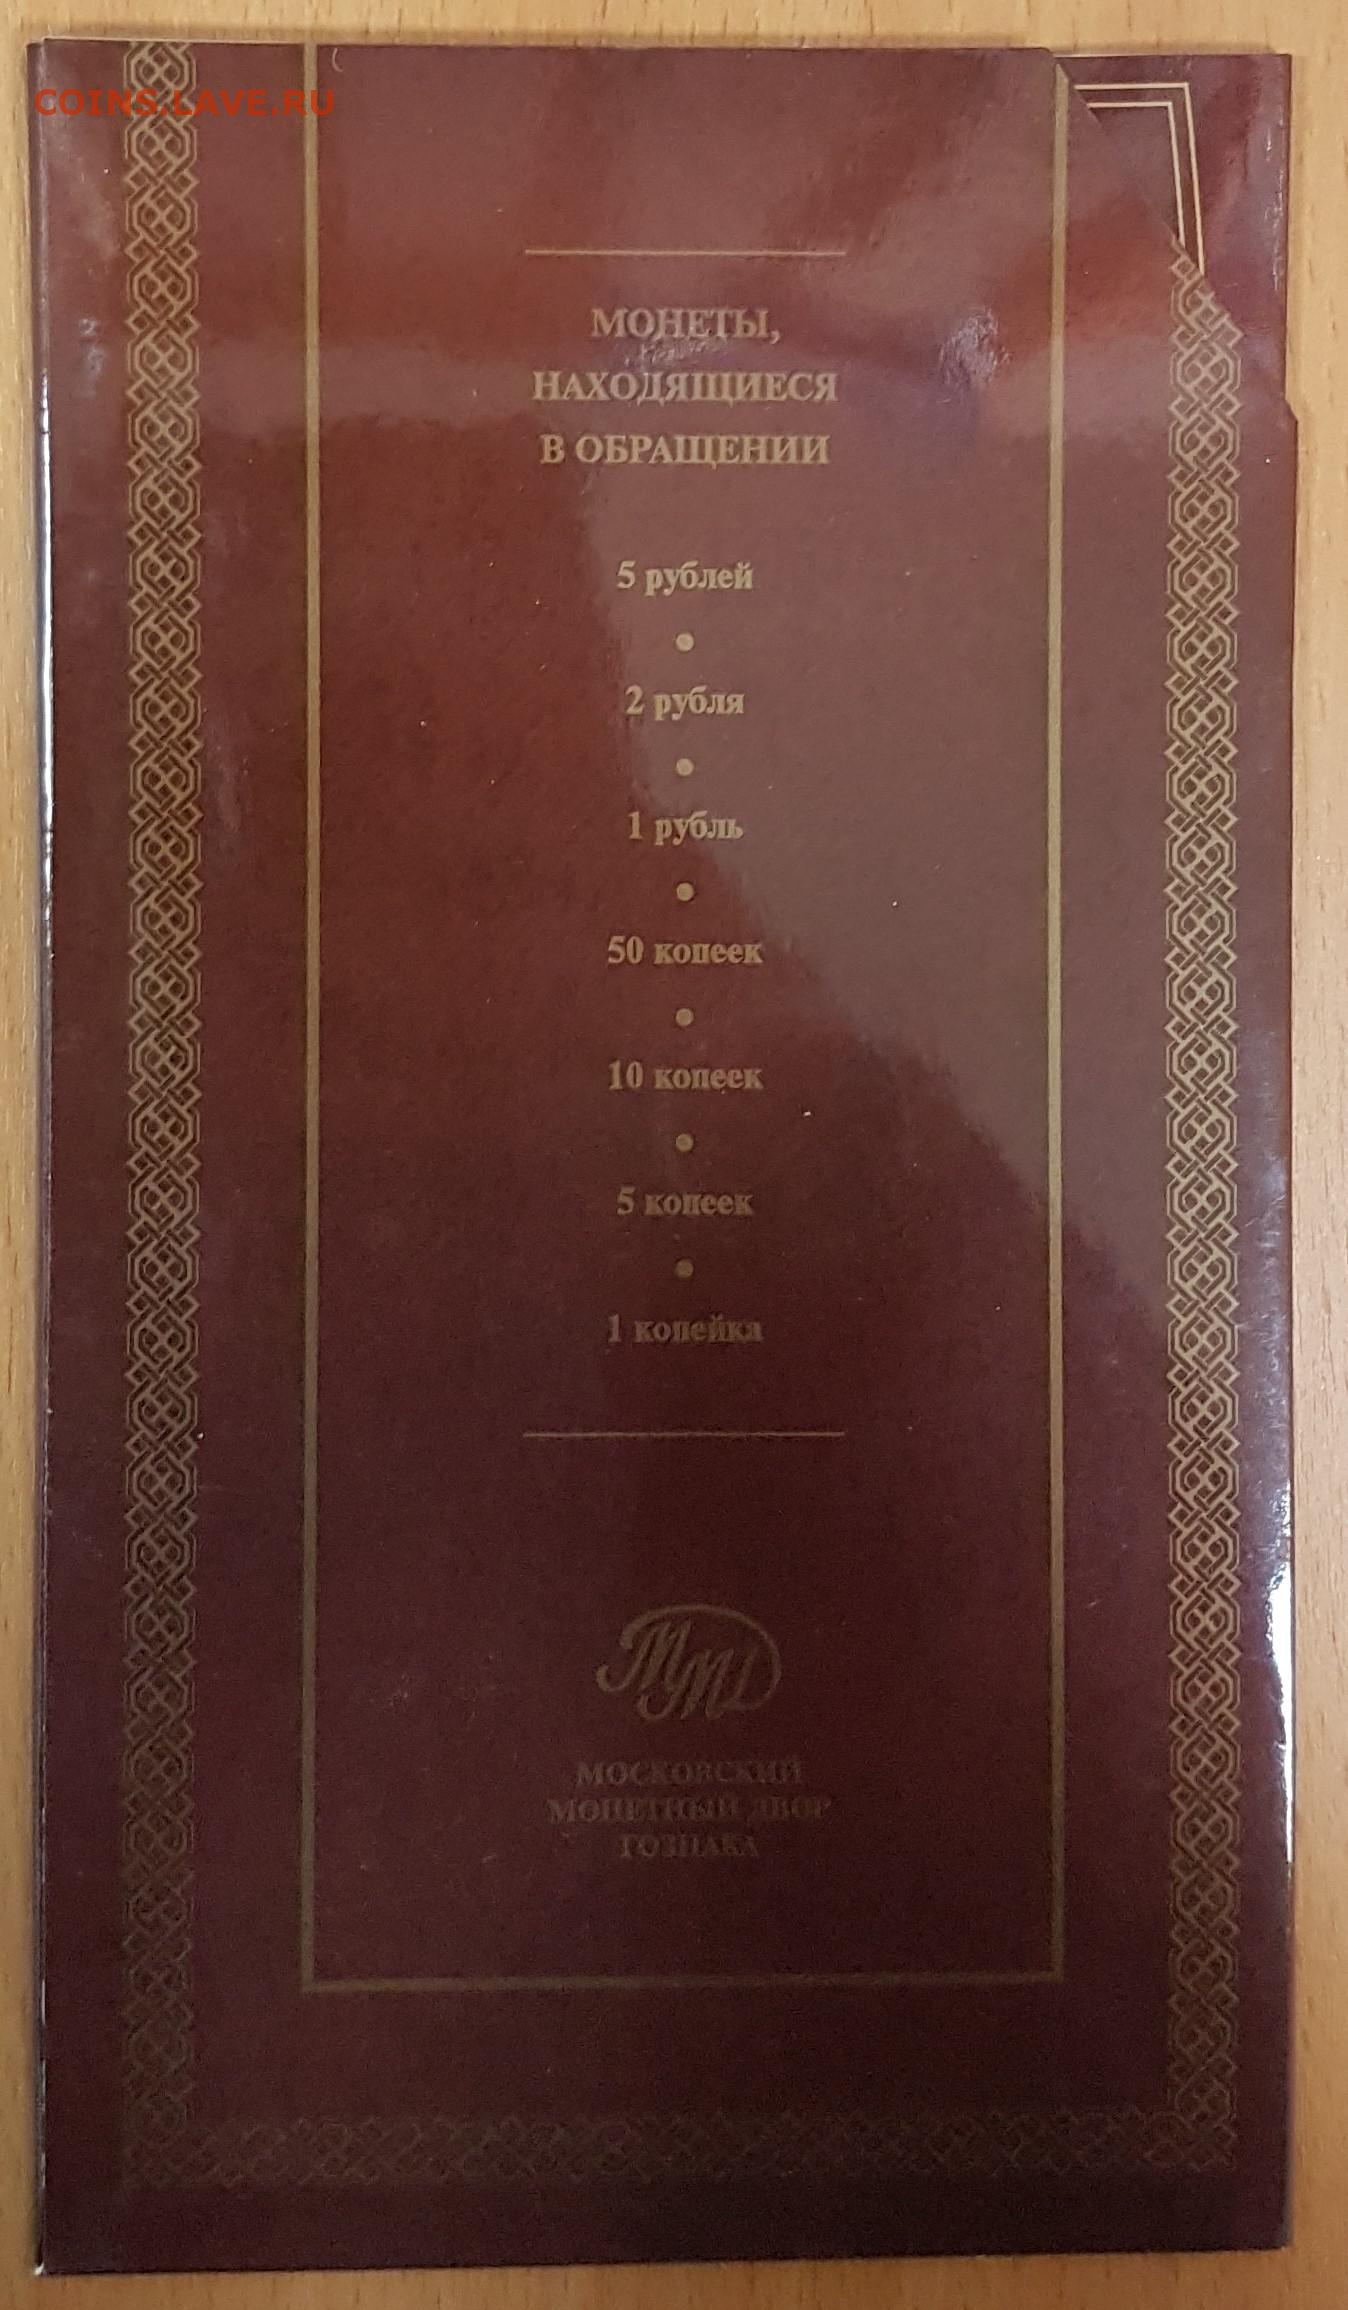 COINS.LAVE.RU
МОНЕТЫ,
НАХОДЯЩИЕСЯ
В ОБРАЩЕНИИ
5 рублей
2 рубля
1 рубль
50 копеек
10 копеек
5 копеек
1 копейка
ММД
МОСКОВСКИЙ
МОНЕТНЫЙ ДВОР
ГОЗНАКА